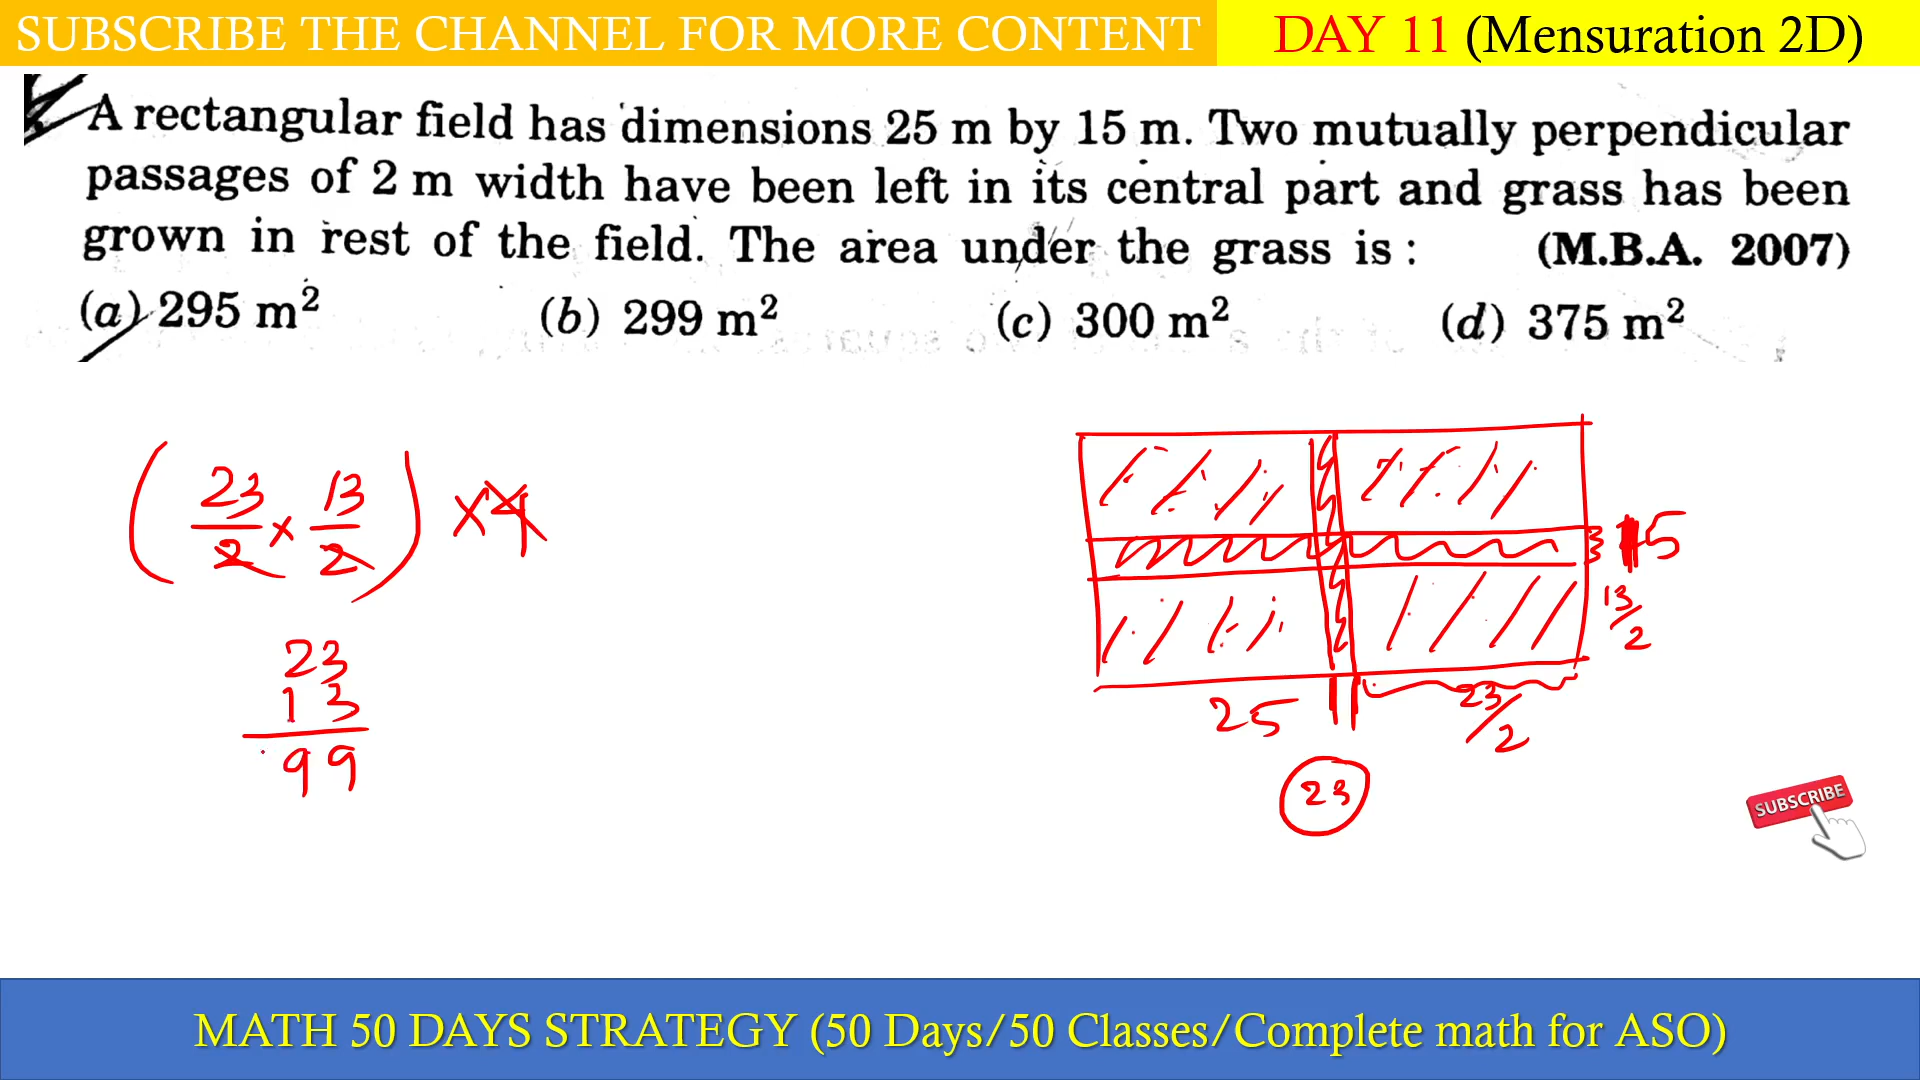 SUBSCRIBE THE CHANNEL FOR MORE CONTENT
DAY 11 (Mensuration 2D)
A rectangular field has dimensions 25 m by 15 m. Two mutually perpendicular
passages of 2 m width have been left in its central part and grass has been
grown in rest of the field. The area under the grass is : (M.B.A. 2007)
(a) 295 m² (b) 299 m² (c) 300 m² (d) 375 m²
(23/2 × 13/2) × 4
23
13
99
15
13/2
25
23/2
23
SUBSCRIBE
MATH 50 DAYS STRATEGY (50 Days/50 Classes/Complete math for ASO)